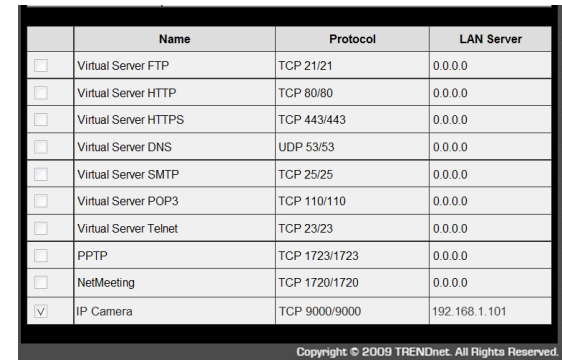 Name Protocol LAN Server
Virtual Server FTP TCP 21/21 0.0.0.0
Virtual Server HTTP TCP 80/80 0.0.0.0
Virtual Server HTTPS TCP 443/443 0.0.0.0
Virtual Server DNS UDP 53/53 0.0.0.0
Virtual Server SMTP TCP 25/25 0.0.0.0
Virtual Server POP3 TCP 110/110 0.0.0.0
Virtual Server Telnet TCP 23/23 0.0.0.0
PPTP TCP 1723/1723 0.0.0.0
NetMeeting TCP 1720/1720 0.0.0.0
IP Camera TCP 9000/9000 192.168.1.101
Copyright © 2009 TRENDnet. All Rights Reserved.